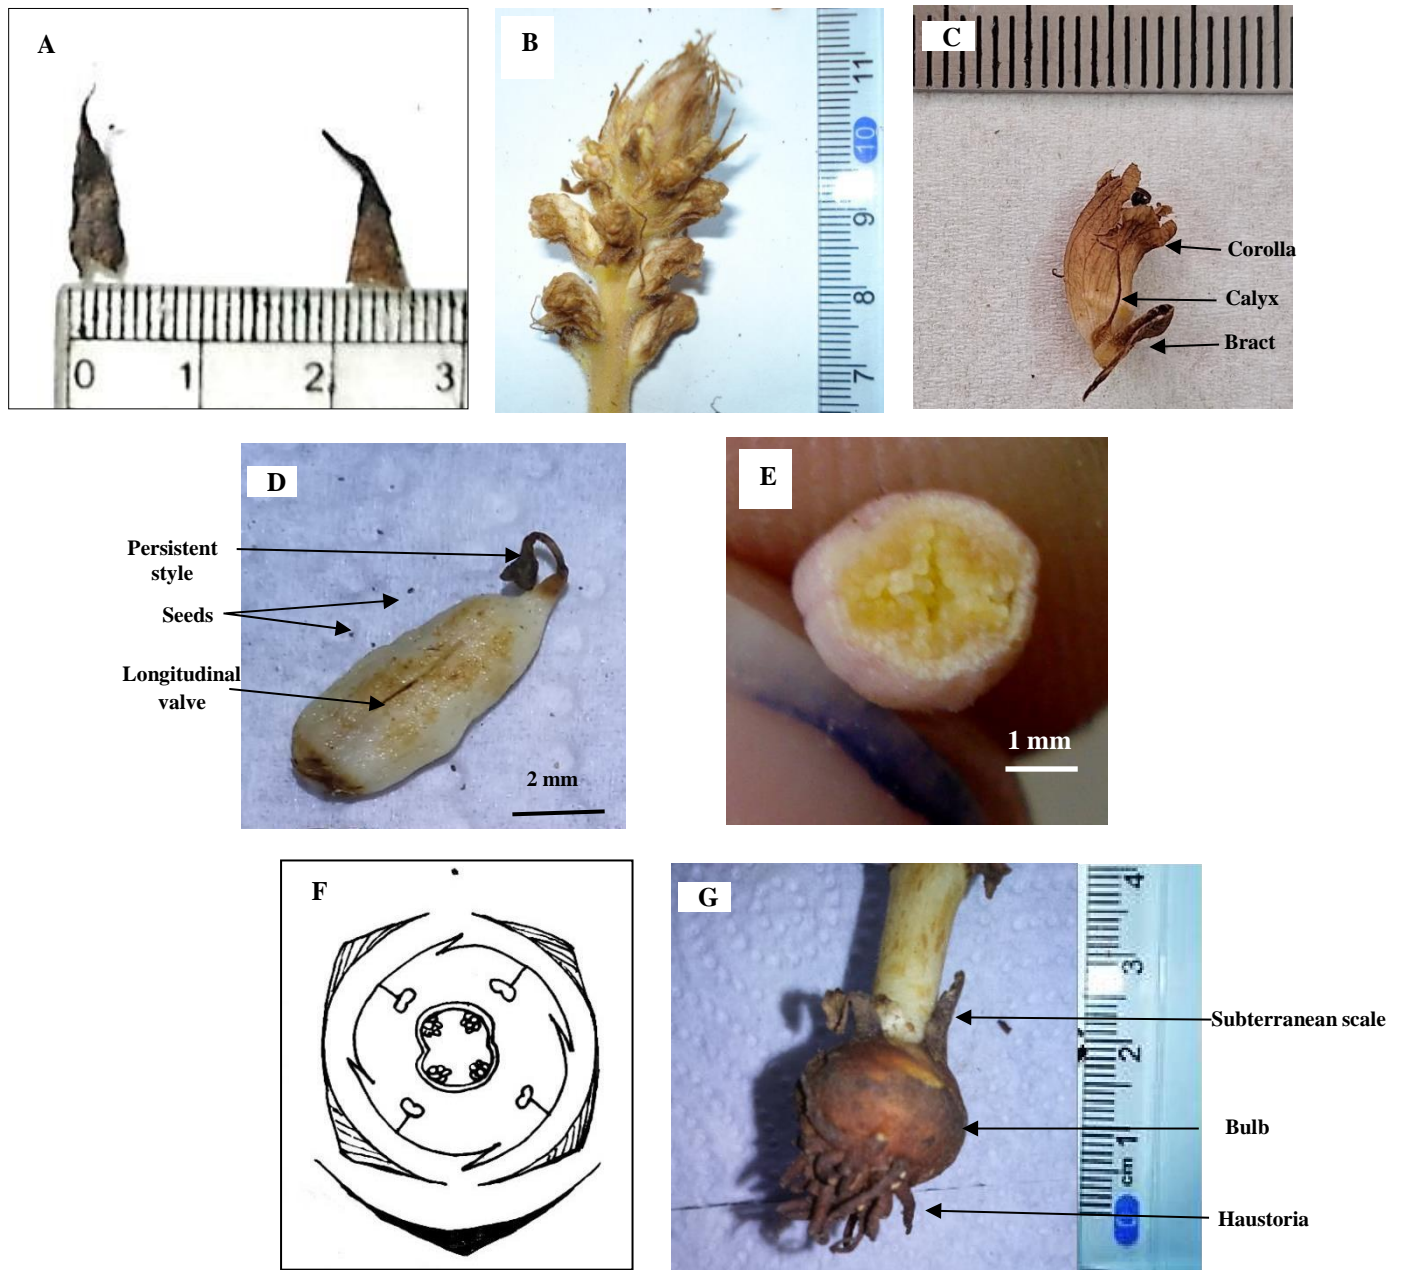 A
0 1 2 3
B
11
10
9
8
7
C
Corolla
Calyx
Bract
D
Persistent
style
Seeds
Longitudinal
valve
2 mm
E
1 mm
F
G
4
3
2
1
cm
0
Subterranean scale
Bulb
Haustoria